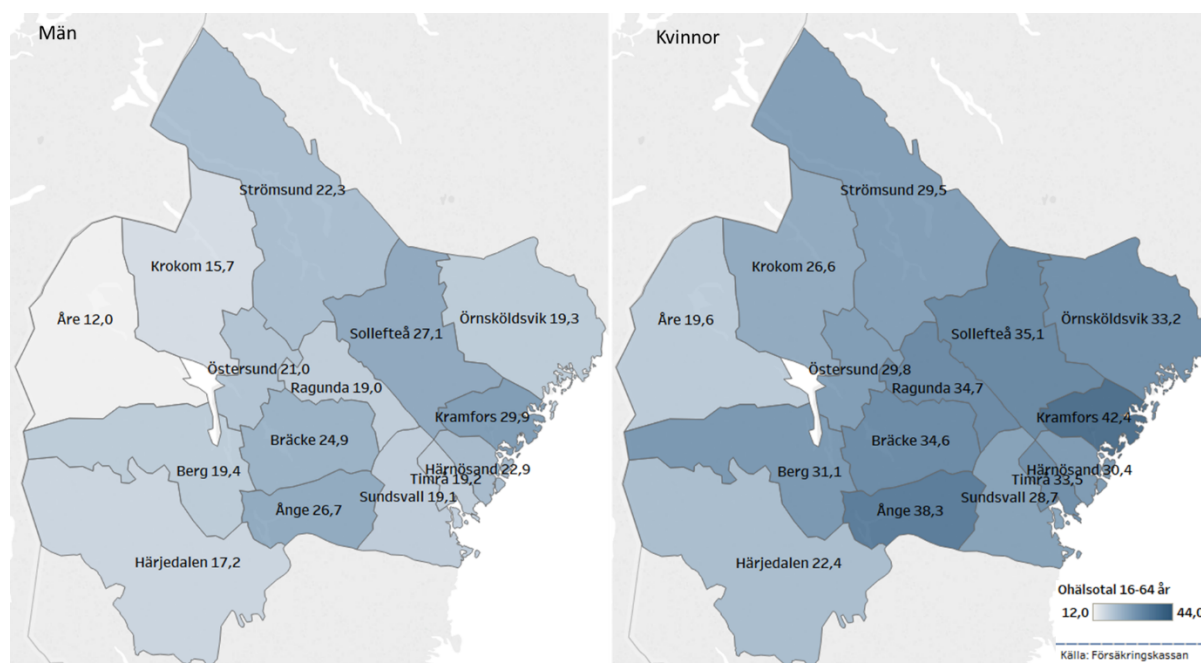 Män
Strömsund 22,3
Krokom 15,7
Åre 12,0
Örnsköldsvik 19,3
Sollefteå 27,1
Östersund 21,0
Ragunda 19,0
Kramfors 29,9
Bräcke 24,9
Berg 19,4
Härnösand 22,9
Timrå 19,2
Sundsvall 19,1
Ånge 26,7
Härjedalen 17,2
Kvinnor
Strömsund 29,5
Krokom 26,6
Åre 19,6
Örnsköldsvik 33,2
Sollefteå 35,1
Östersund 29,8
Ragunda 34,7
Kramfors 42,4
Bräcke 34,6
Berg 31,1
Härnösand 30,4
Timrå 33,5
Sundsvall 28,7
Ånge 38,3
Härjedalen 22,4
Ohälsotal 16-64 år
12,0 44,0
Källa: Försäkringskassan